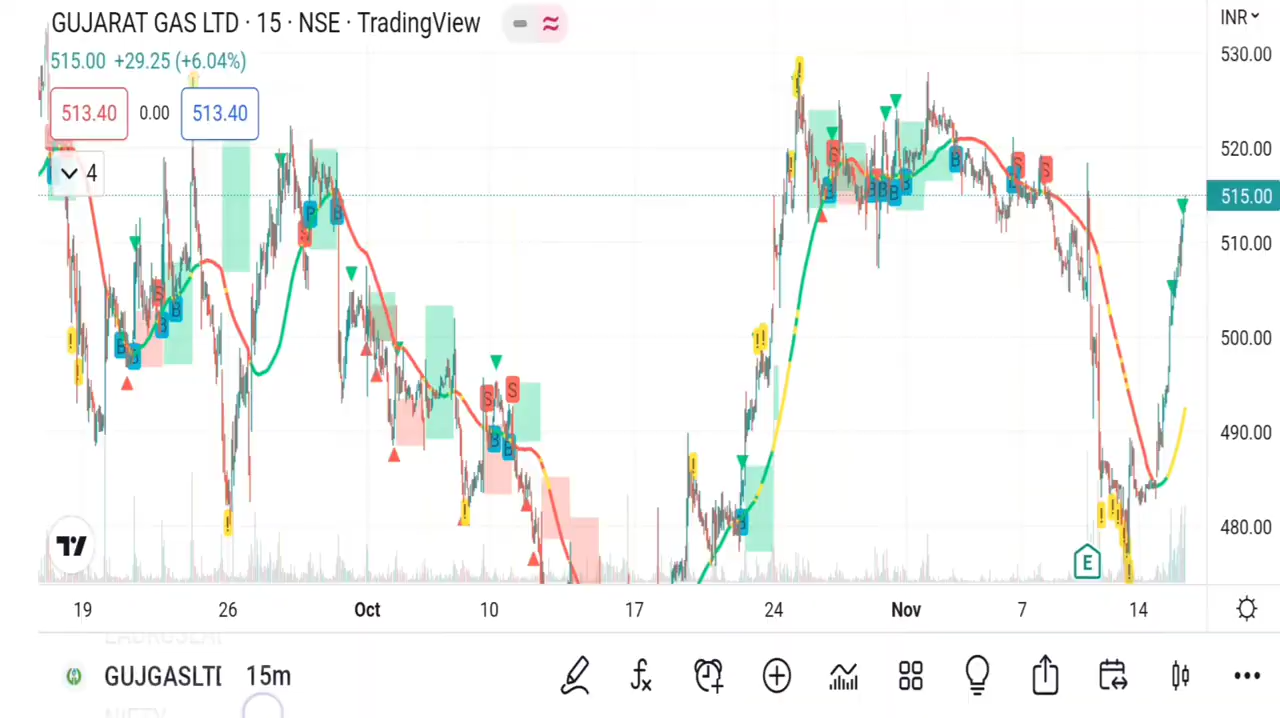 GUJARAT GAS LTD · 15 · NSE · TradingView
INR
515.00 +29.25 (+6.04%)
513.40 0.00 513.40
4
530.00
520.00
515.00
510.00
500.00
490.00
480.00
E
19 26 Oct 10 17 24 Nov 7 14
GUJGASLTD 15m
NIFTY